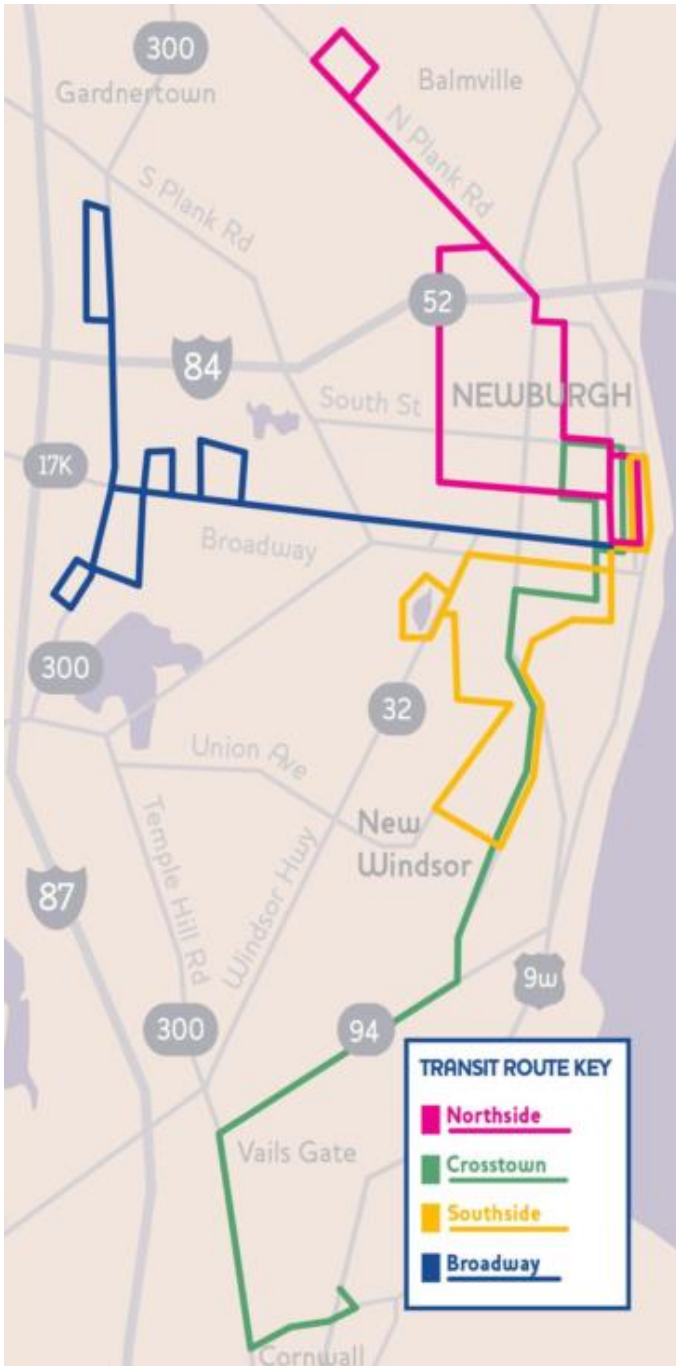 300
Gardnertown
Balmville
N Plank Rd
S Plank Rd
52
84
NEWBURGH
South St
17K
Broadway
300
32
Union Ave
New
Windsor
Temple Hill Rd
Windsor Hwy
87
9w
300
94
Vails Gate
Cornwall
TRANSIT ROUTE KEY
Northside
Crosstown
Southside
Broadway